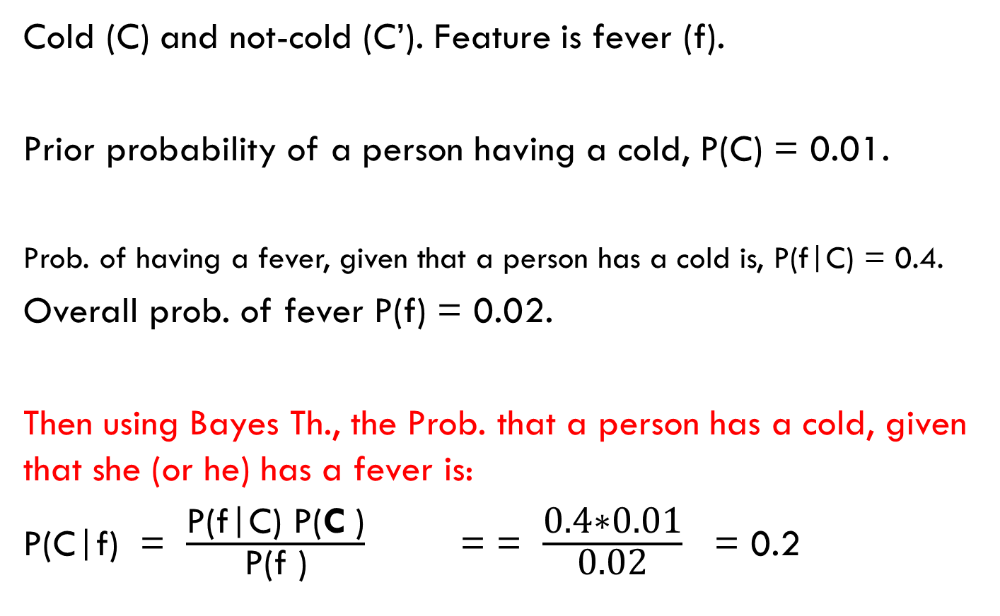 Cold (C) and not-cold (C’). Feature is fever (f).
Prior probability of a person having a cold, P(C) = 0.01.
Prob. of having a fever, given that a person has a cold is, P(f|C) = 0.4.
Overall prob. of fever P(f) = 0.02.
Then using Bayes Th., the Prob. that a person has a cold, given
that she (or he) has a fever is:
P(C|f) = P(f|C) P(C ) / P(f ) = = 0.4*0.01 / 0.02 = 0.2